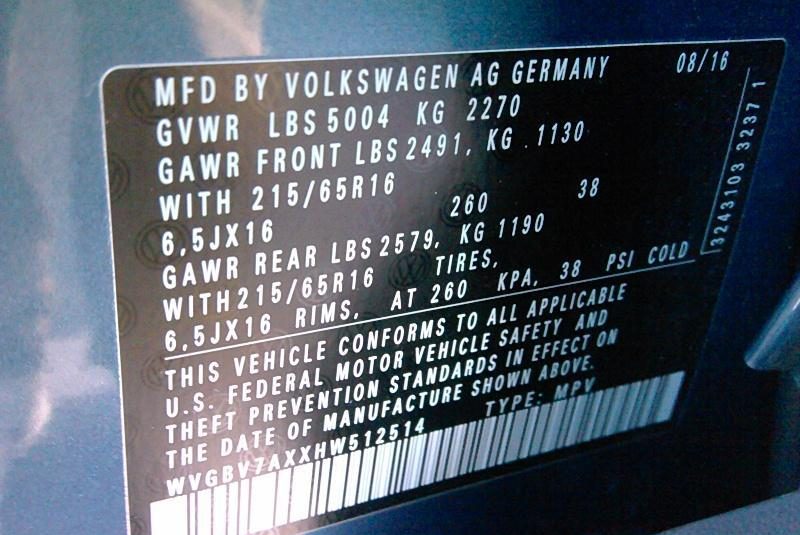 MFD BY VOLKSWAGEN AG GERMANY 08/16
GVWR LBS 5004 KG 2270
GAWR FRONT LBS 2491, KG . 1130
WITH 215/65R16
6,5JX16 260 38
GAWR REAR LBS 2579, KG 1190
WITH 215/65R16 TIRES,
6,5JX16 RIMS, AT 260 KPA, 38 PSI COLD
THIS VEHICLE CONFORMS TO ALL APPLICABLE
U.S. FEDERAL MOTOR VEHICLE SAFETY AND
THEFT PREVENTION STANDARDS IN EFFECT ON
THE DATE OF MANUFACTURE SHOWN ABOVE.
WVGBV7AXXHW512514 TYPE: MPV
3243103 3237 1